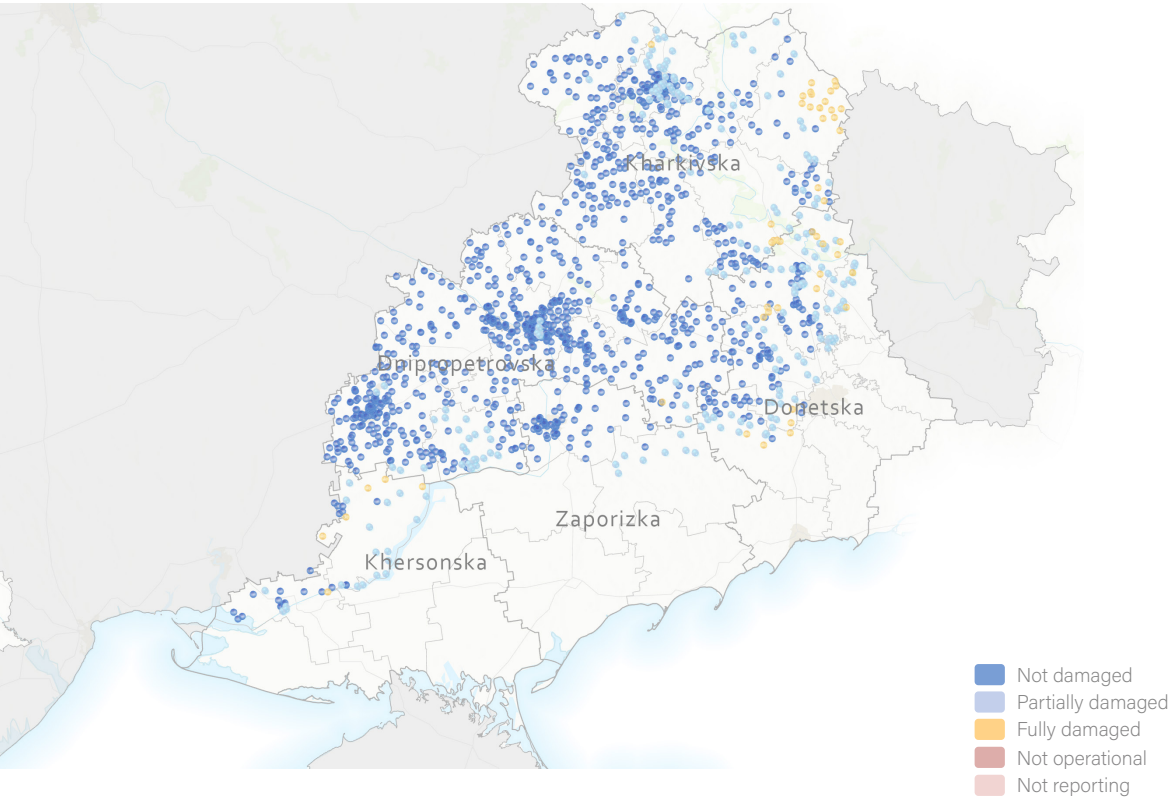 Kharkivska
Dnipropetrovska
Donetska
Zaporizka
Khersonska
Not damaged
Partially damaged
Fully damaged
Not operational
Not reporting